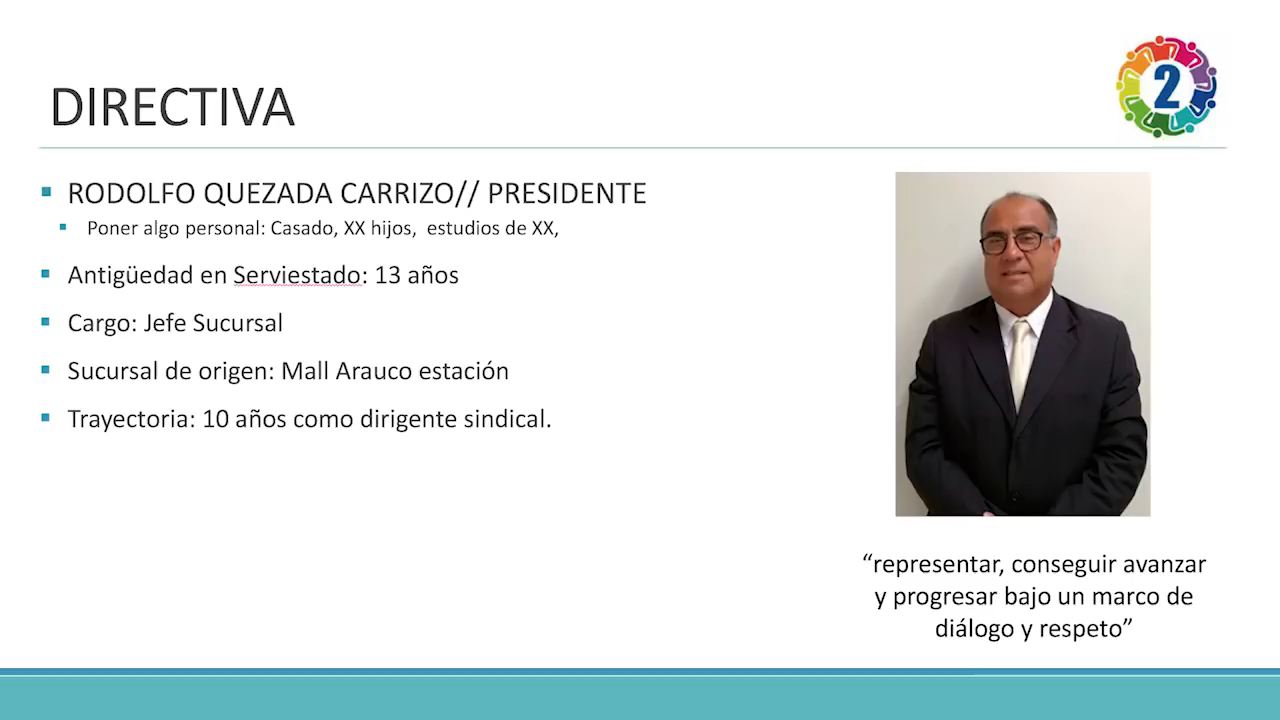 2
DIRECTIVA
RODOLFO QUEZADA CARRIZO// PRESIDENTE
Poner algo personal: Casado, XX hijos, estudios de XX,
Antigüedad en Serviestado: 13 años
Cargo: Jefe Sucursal
Sucursal de origen: Mall Arauco estación
Trayectoria: 10 años como dirigente sindical.
“representar, conseguir avanzar
y progresar bajo un marco de
diálogo y respeto”